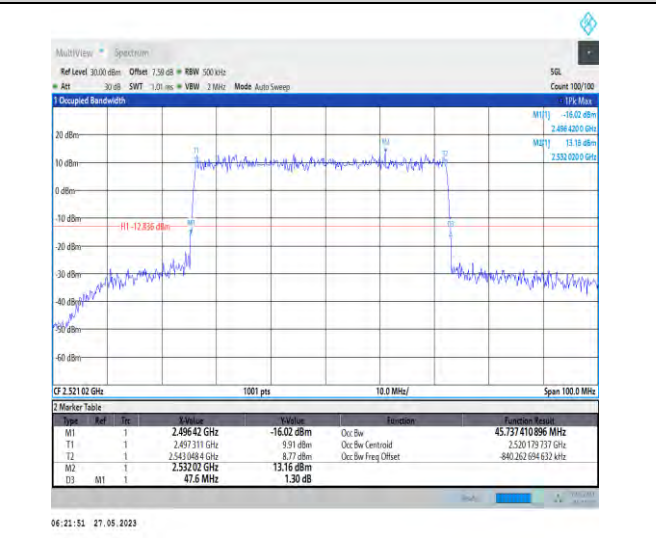 MultiView Spectrum
Ref Level 30.00 dBm Offset 7.59 dB RBW 500 kHz SGL
Att 30 dB SWT 1.01 ms VBW 2 MHz Mode Auto Sweep Count 100/100
1 Occupied Bandwidth 1Pk Max
M1[1] -16.02 dBm
2.496 420 0 GHz
M2[1] 13.16 dBm
2.532 020 0 GHz
20 dBm
T1 M2 T2
10 dBm
0 dBm
-10 dBm
H1 -12.836 dBm M1 D3
-20 dBm
-30 dBm
-40 dBm
-50 dBm
-60 dBm
CF 2.521 02 GHz 1001 pts 10.0 MHz/ Span 100.0 MHz
2 Marker Table
Type Ref Trc X-Value Y-Value Function Function Result
M1 1 2.496 42 GHz -16.02 dBm Occ Bw 45.737 410 896 MHz
T1 1 2.497 311 GHz 9.91 dBm Occ Bw Centroid 2.520 179 737 GHz
T2 1 2.543 048 4 GHz 8.77 dBm Occ Bw Freq Offset -840.262 694 632 kHz
M2 1 2.532 02 GHz 13.16 dBm
D3 M1 1 47.6 MHz 1.30 dB
06:21:51 27.05.2023